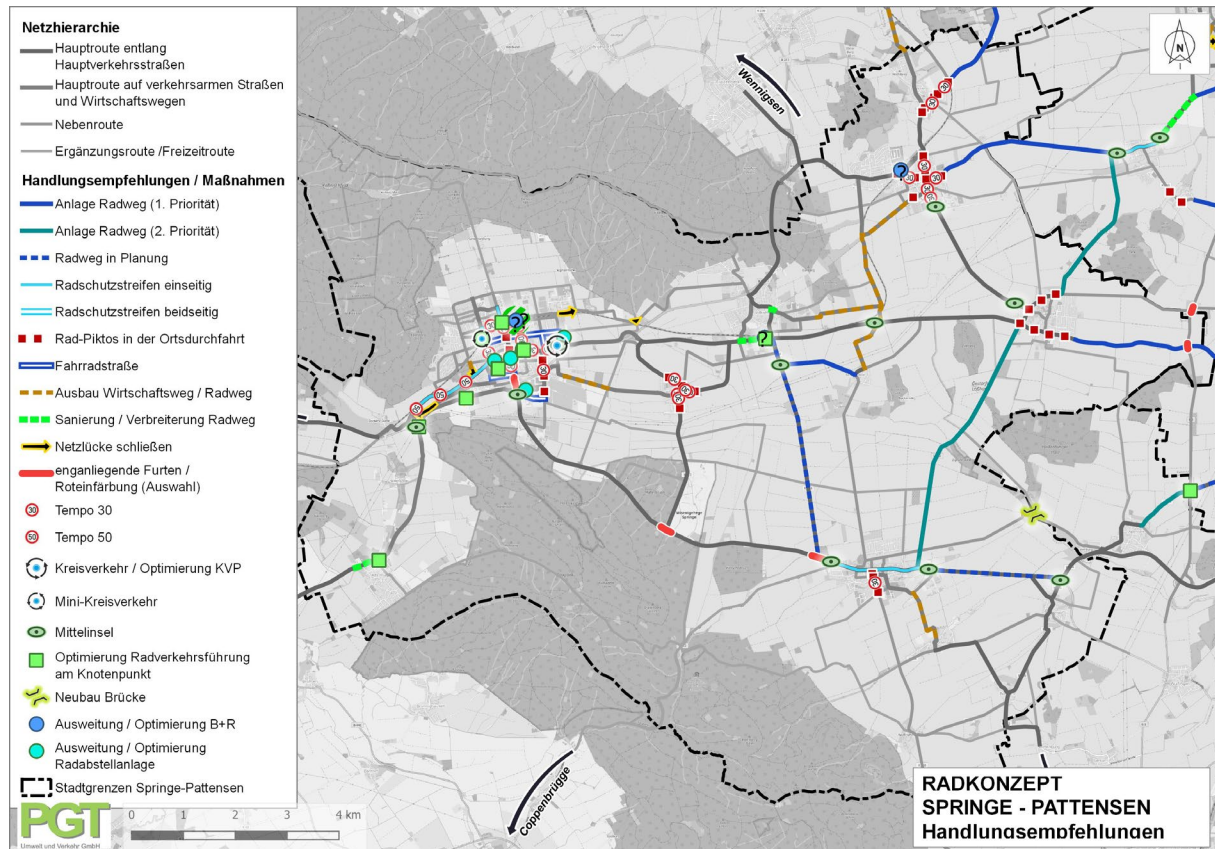 Netzhierarchie
Hauptroute entlang
Hauptverkehrsstraßen
Hauptroute auf verkehrsarmen Straßen
und Wirtschaftswegen
Nebenroute
Ergänzungsroute /Freizeitroute
Handlungsempfehlungen / Maßnahmen
Anlage Radweg (1. Priorität)
Anlage Radweg (2. Priorität)
Radweg in Planung
Radschutzstreifen einseitig
Radschutzstreifen beidseitig
Rad-Piktos in der Ortsdurchfahrt
Fahrradstraße
Ausbau Wirtschaftsweg / Radweg
Sanierung / Verbreiterung Radweg
Netzlücke schließen
enganliegende Furten /
Roteinfärbung (Auswahl)
30 Tempo 30
50 Tempo 50
Kreisverkehr / Optimierung KVP
Mini-Kreisverkehr
Mittelinsel
Optimierung Radverkehrsführung
am Knotenpunkt
Neubau Brücke
Ausweitung / Optimierung B+R
Ausweitung / Optimierung
Radabstellanlage
Stadtgrenzen Springe-Pattensen
PGT
Umwelt und Verkehr GmbH
0 1 2 3 4 km
Wennigsen
N
Coppenbrügge
RADKONZEPT
SPRINGE - PATTENSEN
Handlungsempfehlungen